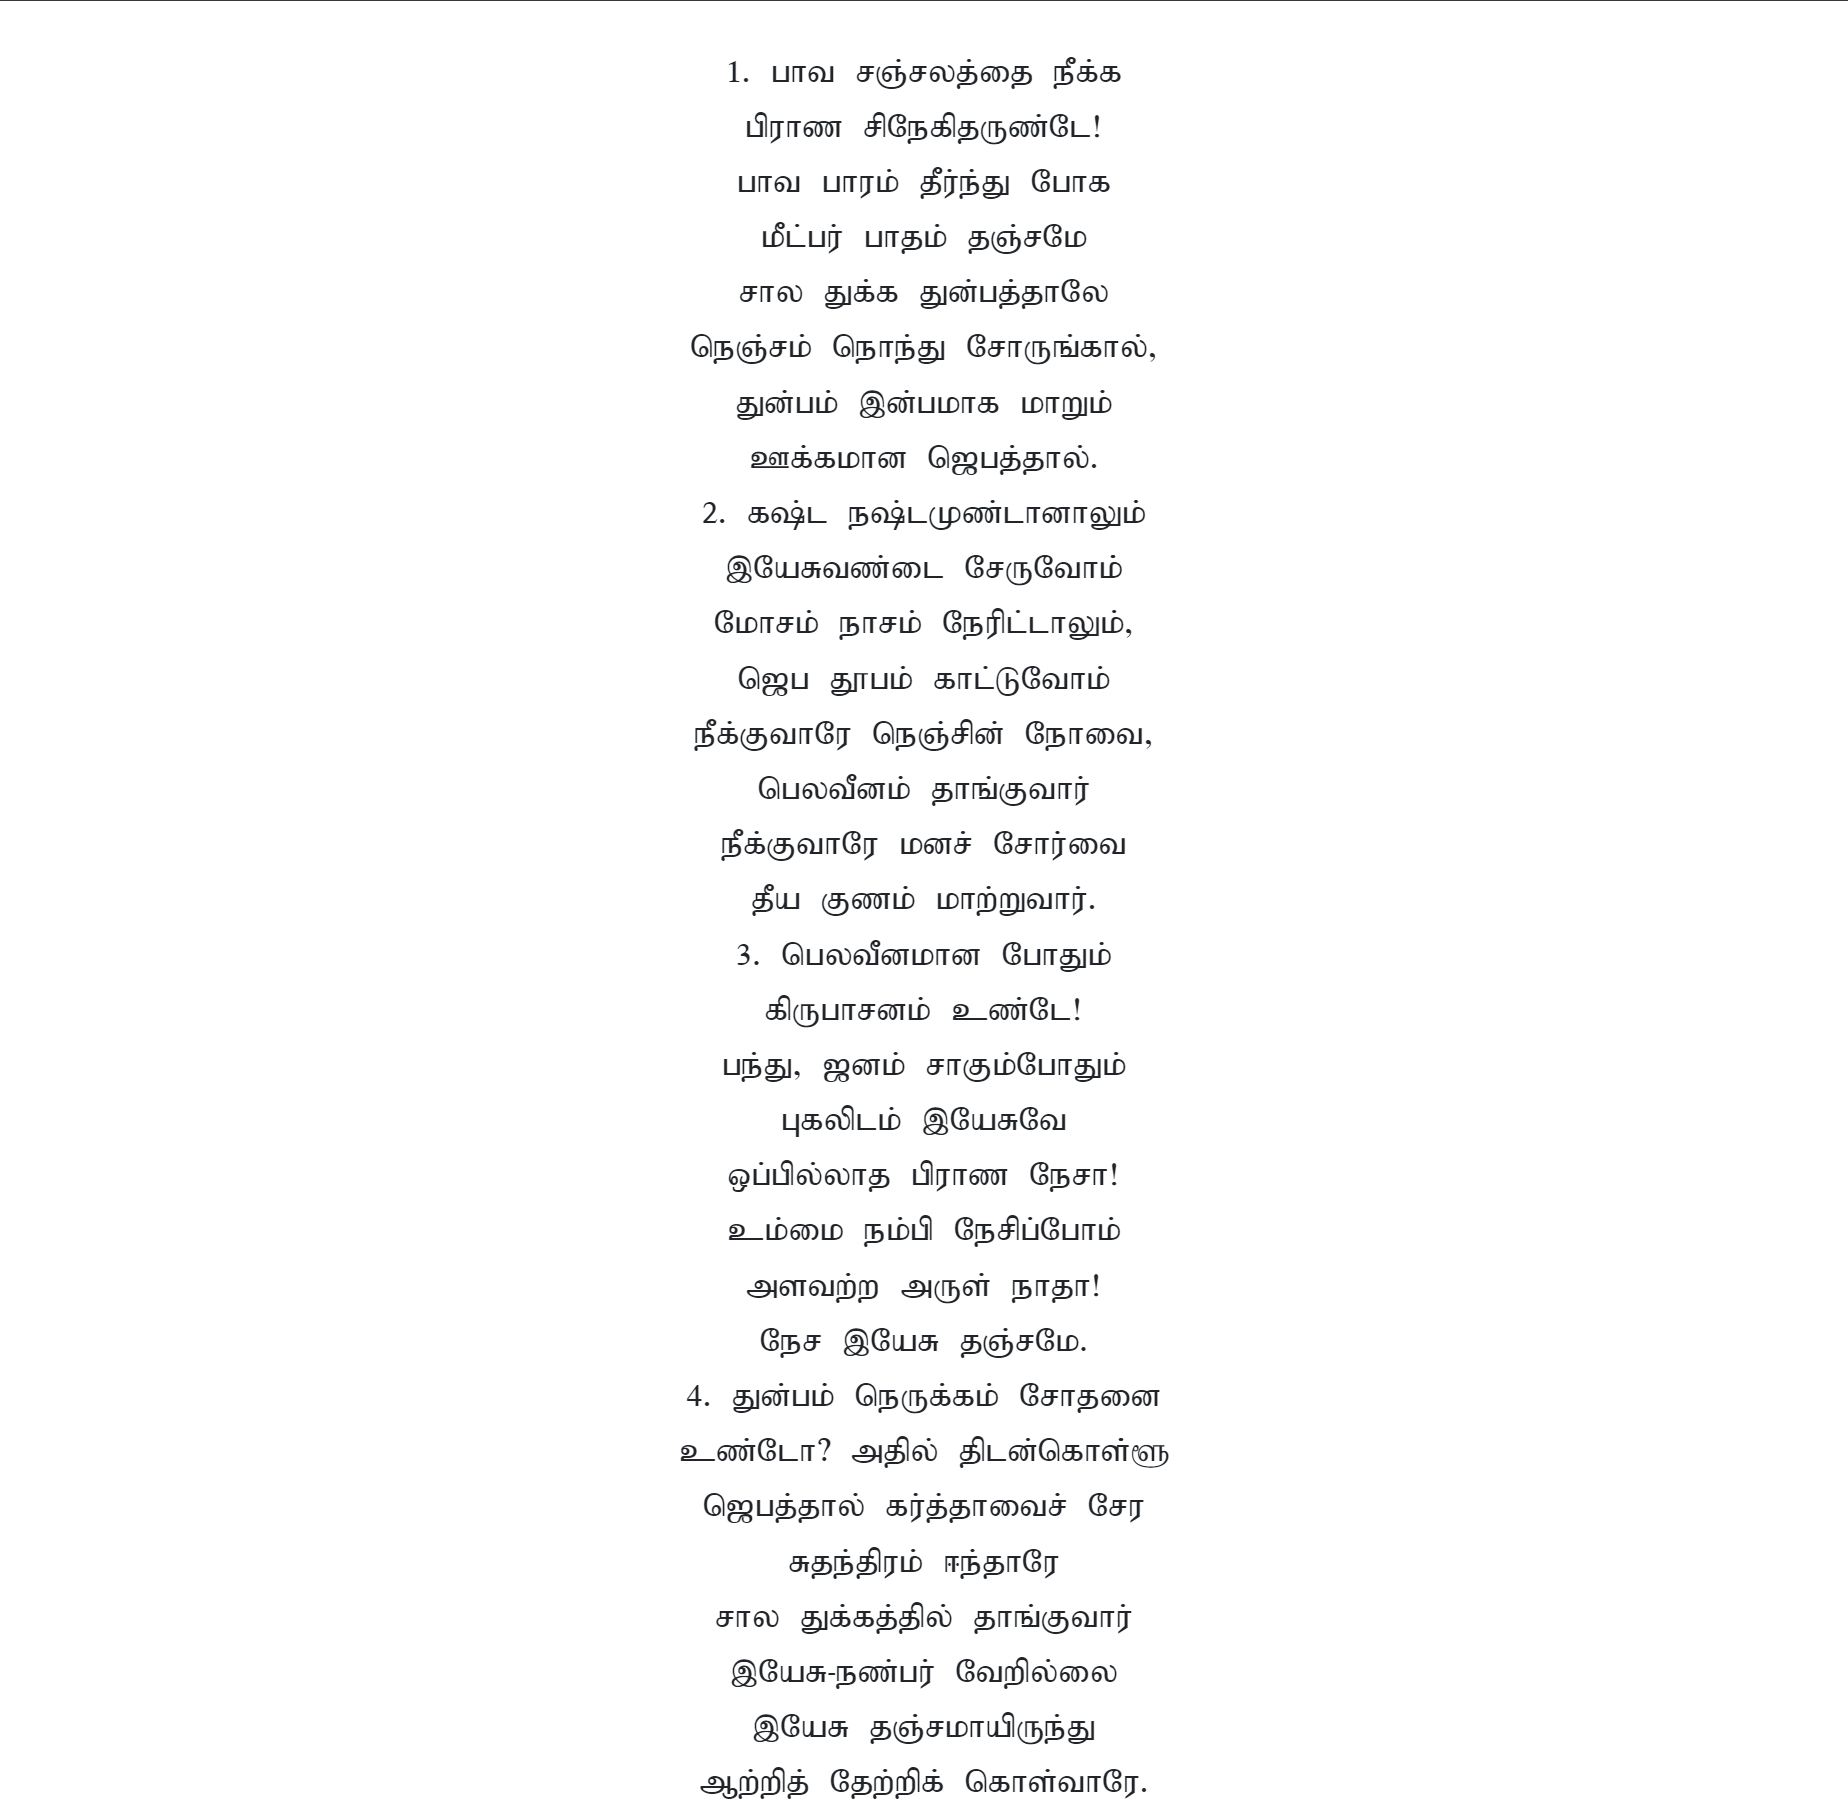 1. பாவ சஞ்சலத்தை நீக்க
பிராண சிநேகிதருண்டே!
பாவ பாரம் தீர்ந்து போக
மீட்பர் பாதம் தஞ்சமே
சால துக்க துன்பத்தாலே
நெஞ்சம் நொந்து சோருங்கால்,
துன்பம் இன்பமாக மாறும்
ஊக்கமான ஜெபத்தால்.
2. கஷ்ட நஷ்டமுண்டானாலும்
இயேசுவண்டை சேருவோம்
மோசம் நாசம் நேரிட்டாலும்,
ஜெப தூபம் காட்டுவோம்
நீக்குவாரே நெஞ்சின் நோவை,
பெலவீனம் தாங்குவார்
நீக்குவாரே மனச் சோர்வை
தீய குணம் மாற்றுவார்.
3. பெலவீனமான போதும்
கிருபாசனம் உண்டே!
பந்து, ஜனம் சாகும்போதும்
புகலிடம் இயேசுவே
ஒப்பில்லாத பிராண நேசா!
உம்மை நம்பி நேசிப்போம்
அளவற்ற அருள் நாதா!
நேச இயேசு தஞ்சமே.
4. துன்பம் நெருக்கம் சோதனை
உண்டோ? அதில் திடன்கொள்ளூ
ஜெபத்தால் கர்த்தாவைச் சேர
சுதந்திரம் ஈந்தாரே
சால துக்கத்தில் தாங்குவார்
இயேசு-நண்பர் வேறில்லை
இயேசு தஞ்சமாயிருந்து
ஆற்றித் தேற்றிக் கொள்வாரே.